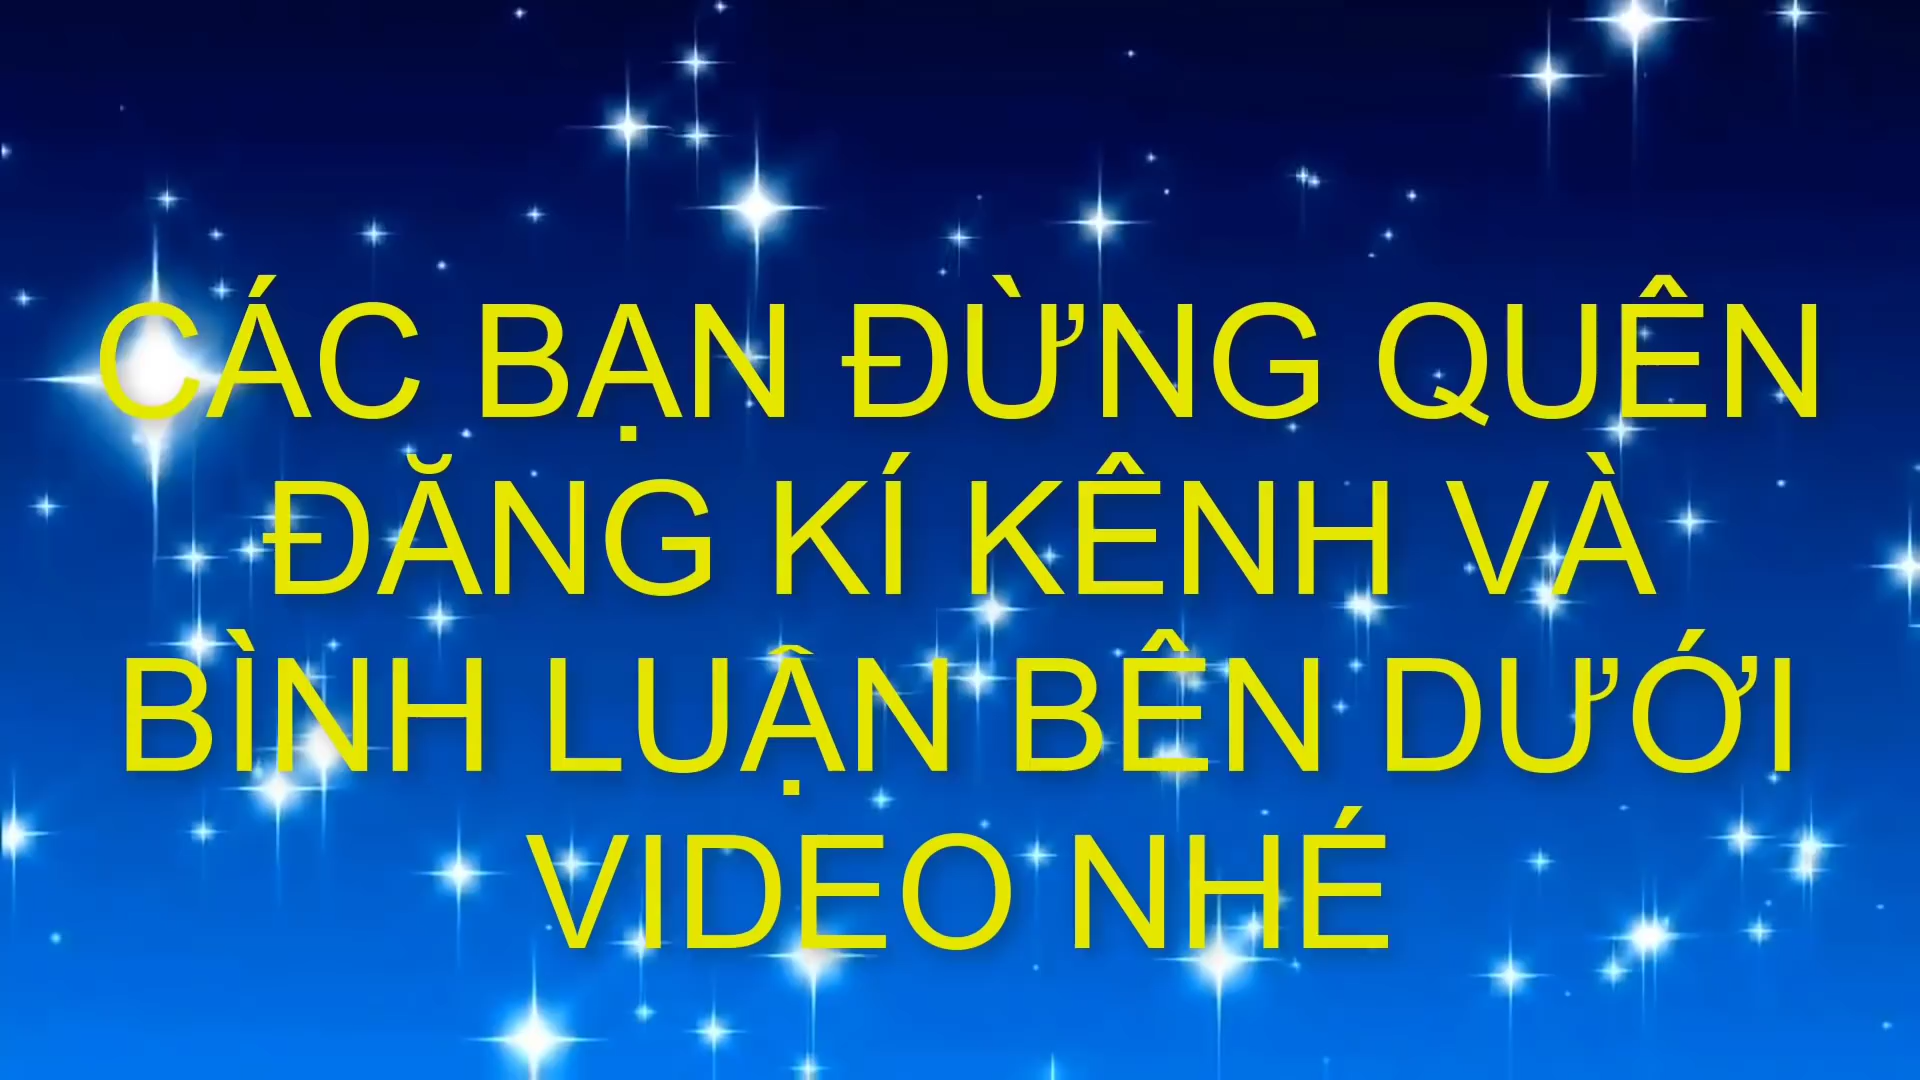 CÁC BẠN ĐỪNG QUÊN
ĐĂNG KÍ KÊNH VÀ
BÌNH LUẬN BÊN DƯỚI
VIDEO NHÉ